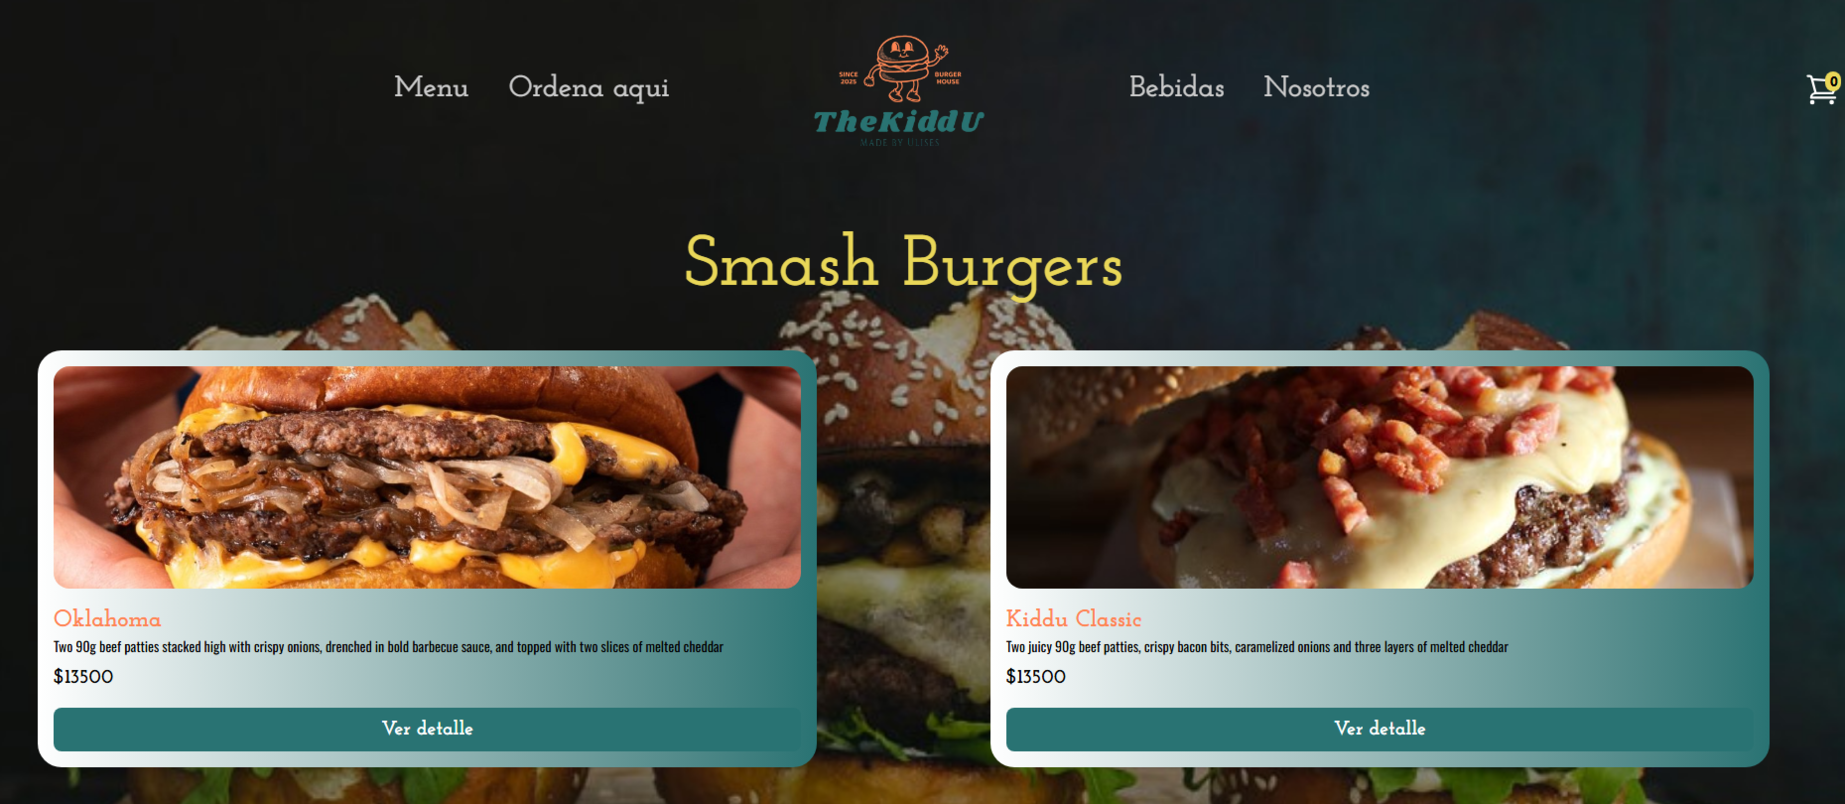 Menu
Ordena aqui
SINCE
2025
BURGER
HOUSE
TheKiddU
MADE BY ULISES
Bebidas
Nosotros
0
Smash Burgers
Oklahoma
Two 90g beef patties stacked high with crispy onions, drenched in bold barbecue sauce, and topped with two slices of melted cheddar
$13500
Ver detalle
Kiddu Classic
Two juicy 90g beef patties, crispy bacon bits, caramelized onions and three layers of melted cheddar
$13500
Ver detalle